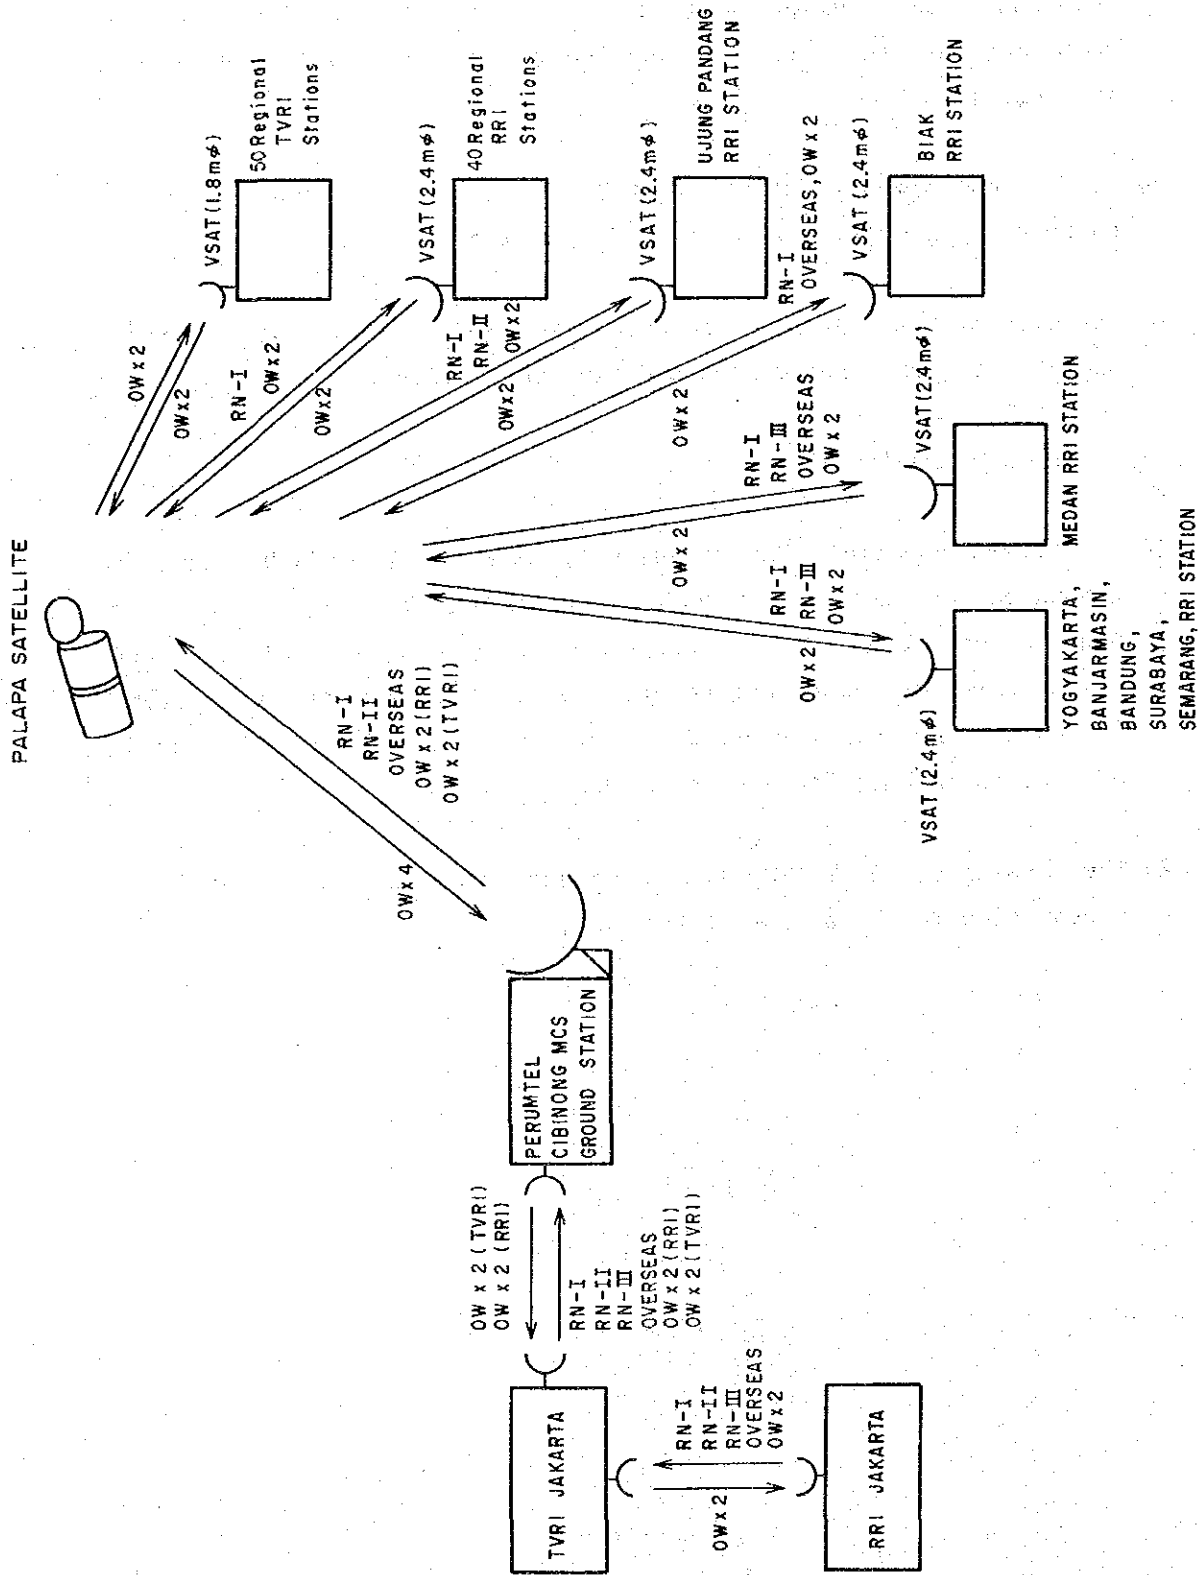 PALAPA SATELLITE
OW x 2
OW x 2
VSAT (1.8mφ)
50 Regional
TVRI
Stations
RN-I
OW x 2
OW x 2
VSAT (2.4mφ)
40 Regional
RRI
Stations
RN-I
RN-II
OW x 2
OW x 2
VSAT (2.4mφ)
UJUNG PANDANG
RRI STATION
RN-I
OVERSEAS, OW x 2
OW x 2
VSAT (2.4mφ)
BIAK
RRI STATION
RN-I
RN-III
OVERSEAS
OW x 2
OW x 2
VSAT (2.4mφ)
MEDAN RRI STATION
RN-I
RN-III
OW x 2
OW x 2
VSAT (2.4mφ)
YOGYAKARTA,
BANJARMASIN,
BANDUNG,
SURABAYA,
SEMARANG, RRI STATION
RN-I
RN-II
OVERSEAS
OW x 2 (RRI)
OW x 2 (TVRI)
OW x 4
PERUMTEL
CIBINONG MCS
GROUND STATION
OW x 2 (TVRI)
OW x 2 (RRI)
RN-I
RN-II
RN-III
OVERSEAS
OW x 2 (RRI)
OW x 2 (TVRI)
TVRI JAKARTA
RN-I
RN-II
RN-III
OVERSEAS
OW x 2
OW x 2
RRI JAKARTA